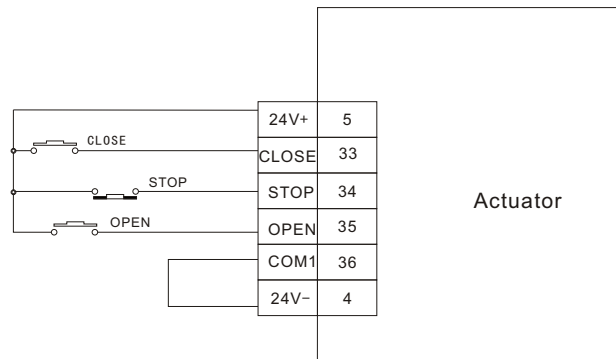 24V+ 5
CLOSE
CLOSE 33
STOP
STOP 34
Actuator
OPEN
OPEN 35
COM1 36
24V− 4